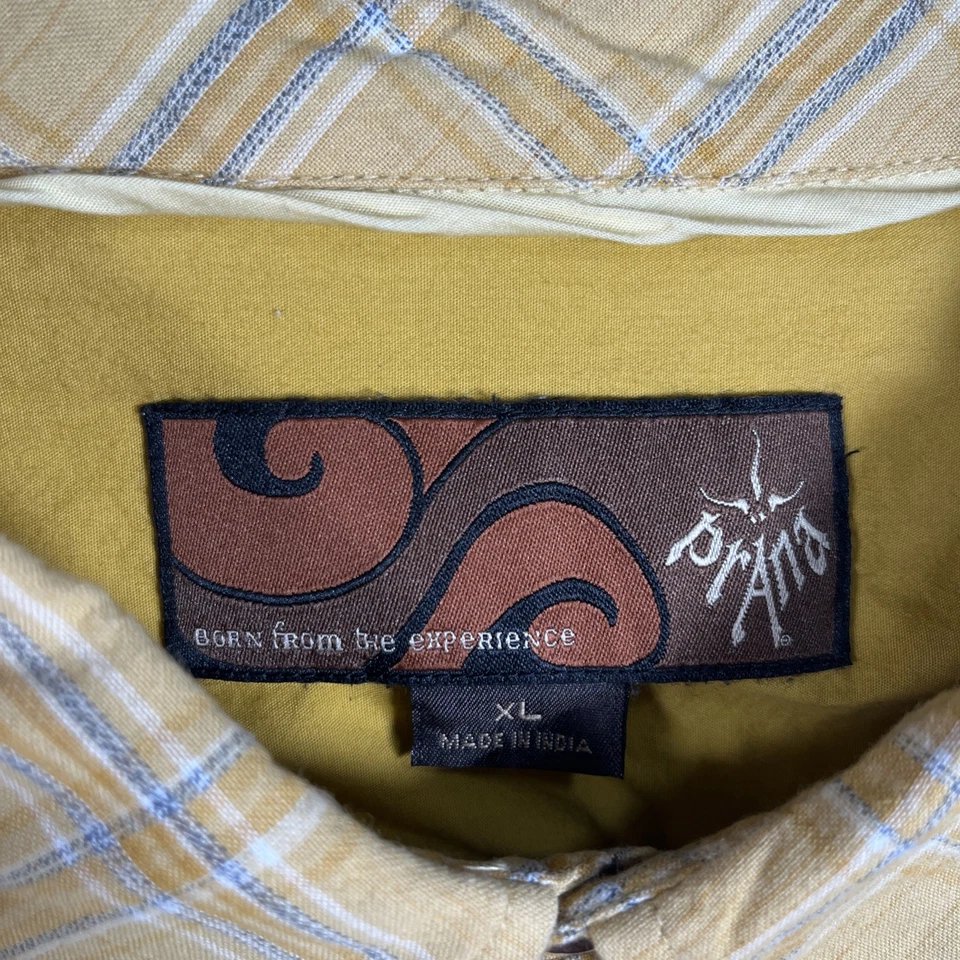 prAna
®
BORN from the experience
XL
MADE IN INDIA